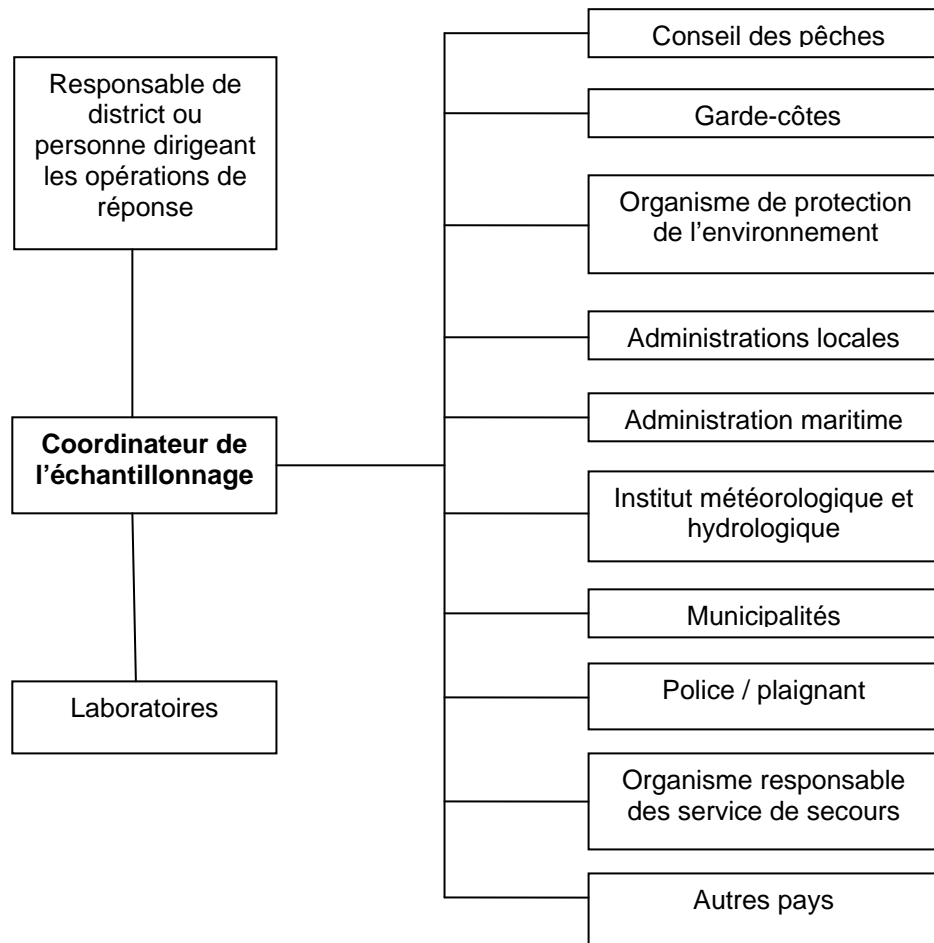 Responsable de
district ou
personne dirigeant
les opérations de
réponse
Coordinateur de
l'échantillonnage
Laboratoires
Conseil des pêches
Garde-côtes
Organisme de protection
de l'environnement
Administrations locales
Administration maritime
Institut météorologique et
hydrologique
Municipalités
Police / plaignant
Organisme responsable
des service de secours
Autres pays